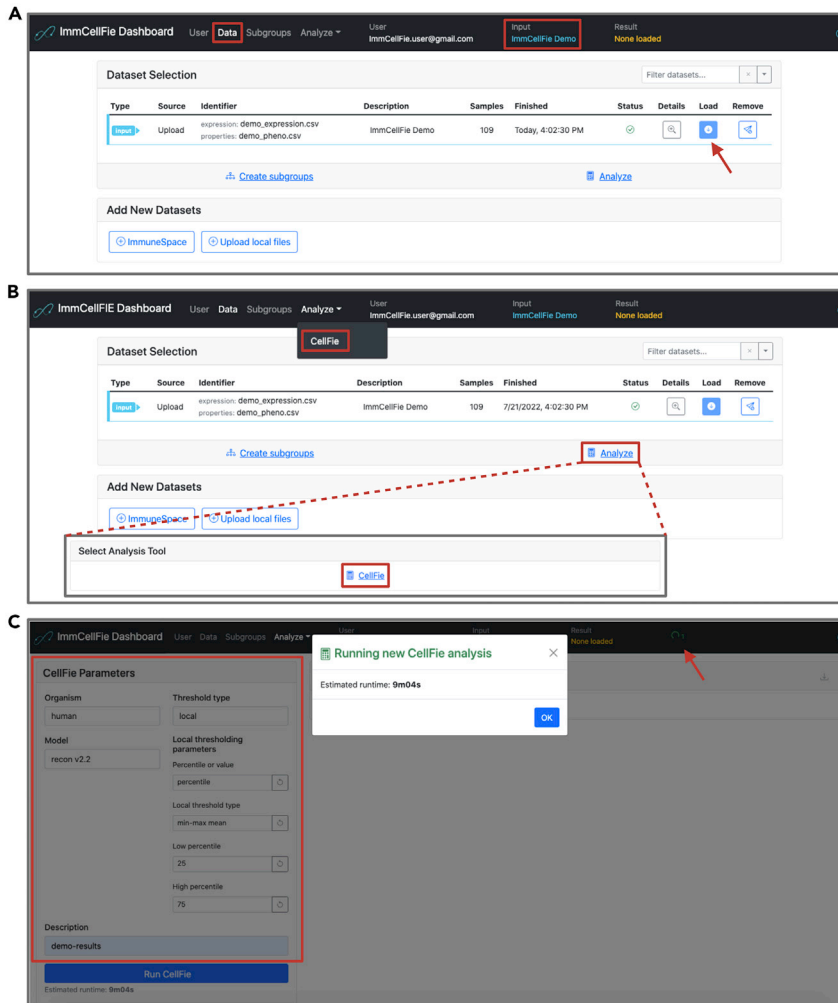 A
ImmCellFie Dashboard User Data Subgroups Analyze
User
ImmCellFie.user@gmail.com
Input
ImmCellFie Demo
Result
None loaded
Dataset Selection
Filter datasets...
Type Source Identifier Description Samples Finished Status Details Load Remove
Input Upload expression: demo_expression.csv
properties: demo_pheno.csv
ImmCellFie Demo 109 Today, 4:02:30 PM
Create subgroups
Analyze
Add New Datasets
ImmuneSpace
Upload local files
B
ImmCellFIE Dashboard User Data Subgroups Analyze
User
ImmCellFie.user@gmail.com
Input
ImmCellFie Demo
Result
None loaded
CellFie
Dataset Selection
Filter datasets...
Type Source Identifier Description Samples Finished Status Details Load Remove
Input Upload expression: demo_expression.csv
properties: demo_pheno.csv
ImmCellFie Demo 109 7/21/2022, 4:02:30 PM
Create subgroups
Analyze
Add New Datasets
ImmuneSpace
Upload local files
Select Analysis Tool
CellFie
C
ImmCellFie Dashboard User Data Subgroups Analyze
User
Input
Result
None loaded
Running new CellFie analysis
Estimated runtime: 9m04s
OK
CellFie Parameters
Organism
human
Model
recon v2.2
Threshold type
local
Local thresholding
parameters
Percentile or value
percentile
Local threshold type
min-max mean
Low percentile
25
High percentile
75
Description
demo-results
Run CellFie
Estimated runtime: 9m04s